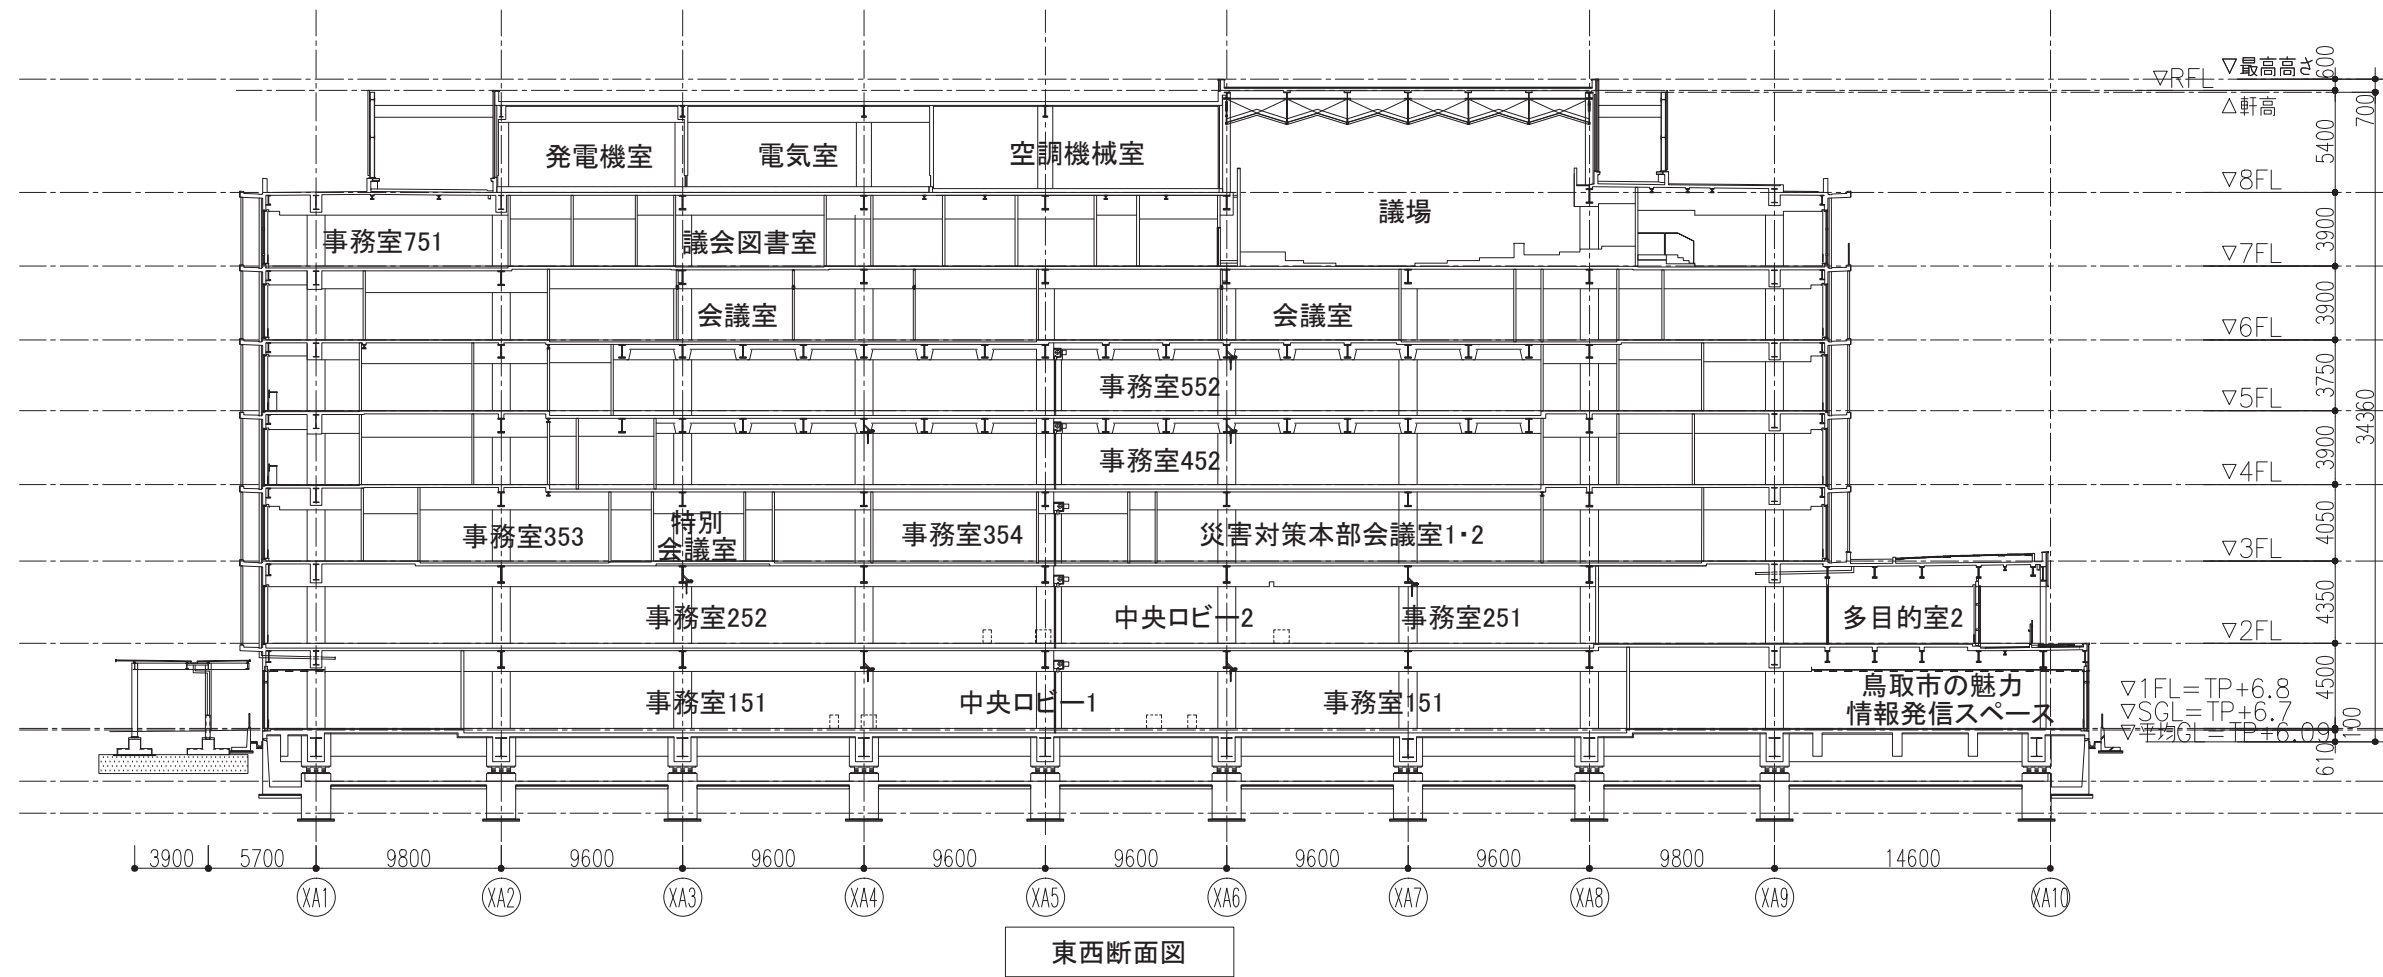 ▽最高高さ
▽RFL
△軒高
600
700
5400
発電機室
電気室
空調機械室
▽8FL
議場
3900
事務室751
議会図書室
▽7FL
3900
会議室
会議室
▽6FL
3750
事務室552
▽5FL
34360
3900
事務室452
▽4FL
4050
事務室353
特別
会議室
事務室354
災害対策本部会議室1・2
▽3FL
4350
事務室252
中央ロビー2
事務室251
多目的室2
▽2FL
4500
事務室151
中央ロビー1
事務室151
鳥取市の魅力
情報発信スペース
▽1FL=TP+6.8
▽SGL=TP+6.7
▽平均GL=TP+6.09
100
610
3900
5700
9800
9600
9600
9600
9600
9600
9600
9800
14600
XA1
XA2
XA3
XA4
XA5
XA6
XA7
XA8
XA9
XA10
東西断面図